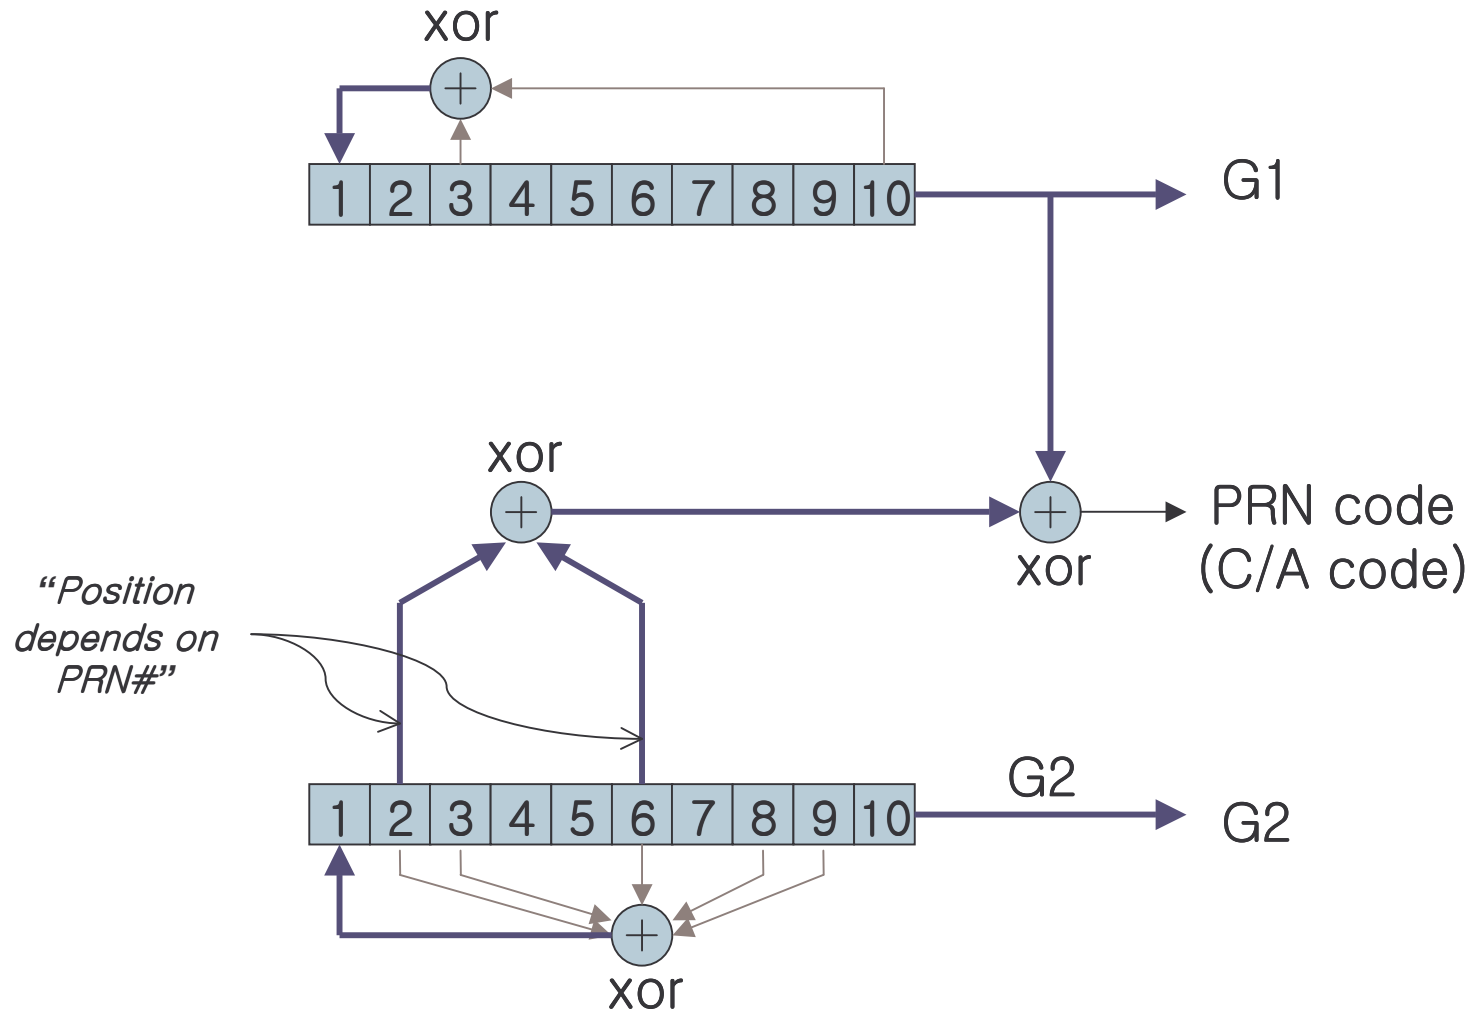 xor
1 2 3 4 5 6 7 8 9 10
G1
xor
PRN code
(C/A code)
xor
“Position
depends on
PRN#”
G2
1 2 3 4 5 6 7 8 9 10
G2
xor